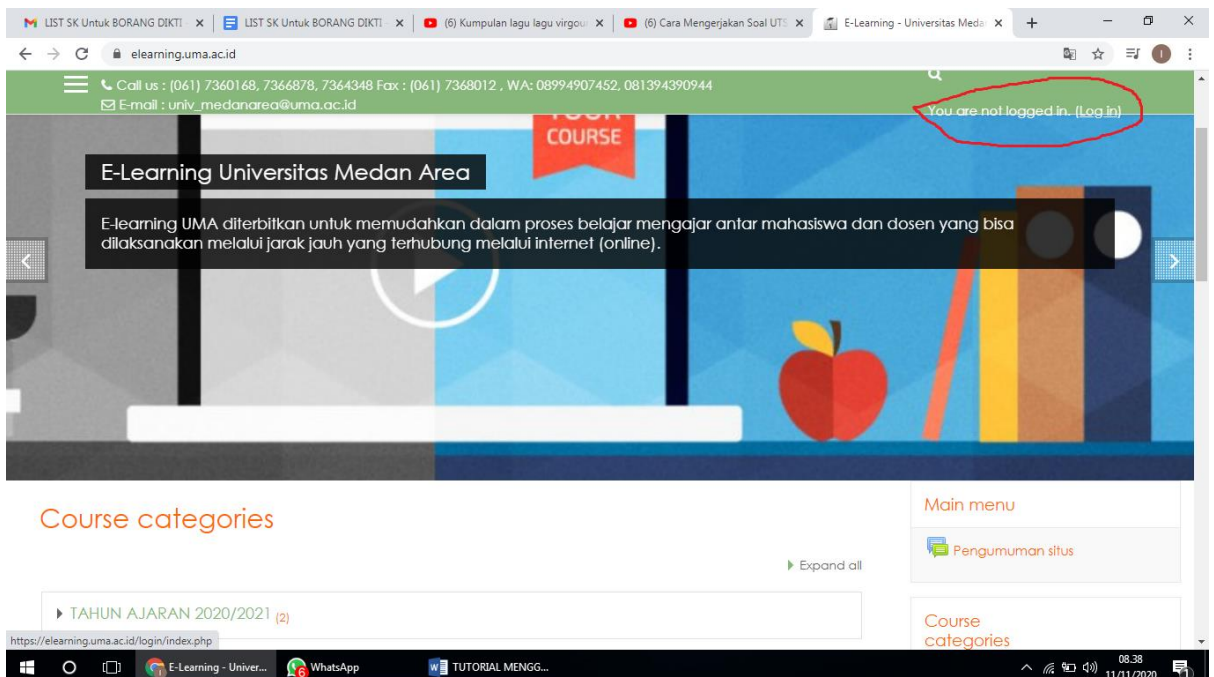 LIST SK Untuk BORANG DIKTI -
LIST SK Untuk BORANG DIKTI -
(6) Kumpulan lagu lagu virgou
(6) Cara Mengerjakan Soal UTS
E-Learning - Universitas Medan
elearning.uma.ac.id
Call us : (061) 7360168, 7366878, 7364348 Fax : (061) 7368012 , WA: 08994907452, 081394390944
E-mail : univ_medanarea@uma.ac.id
You are not logged in. (Log in)
YOUR
COURSE
E-Learning Universitas Medan Area
E-learning UMA diterbitkan untuk memudahkan dalam proses belajar mengajar antar mahasiswa dan dosen yang bisa
dilaksanakan melalui jarak jauh yang terhubung melalui internet (online).
Course categories
Expand all
TAHUN AJARAN 2020/2021 (2)
Main menu
Pengumuman situs
Course
categories
https://elearning.uma.ac.id/login/index.php
E-Learning - Univer...
6
WhatsApp
TUTORIAL MENGG...
08.38
11/11/2020